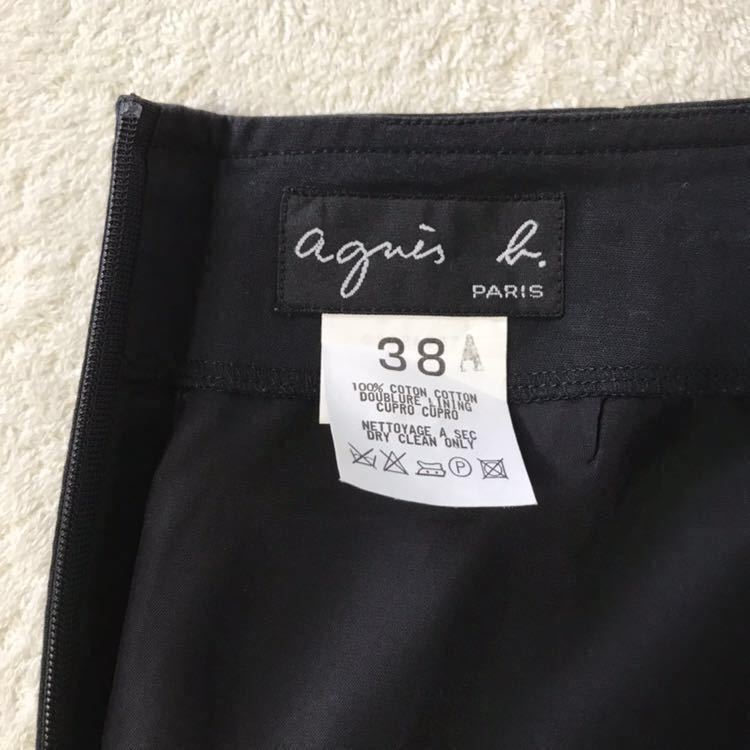 agnès b.
PARIS
38 A
100% COTON COTTON
DOUBLURE LINING
CUPRO CUPRO
NETTOYAGE A SEC
DRY CLEAN ONLY
P